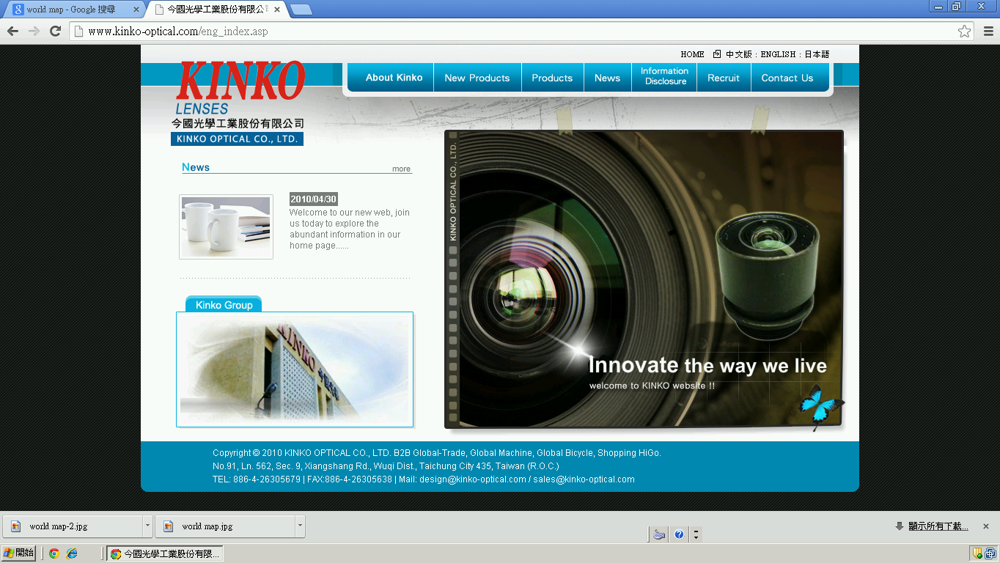 world map - Google 搜尋
今國光學工業股份有限公司
www.kinko-optical.com/eng_index.asp
HOME 中文版 : ENGLISH : 日本語
KINKO
LENSES
今國光學工業股份有限公司
KINKO OPTICAL CO., LTD.
About Kinko
New Products
Products
News
Information
Disclosure
Recruit
Contact Us
News
more
2010/04/30
Welcome to our new web, join
us today to explore the
abundant information in our
home page......
Kinko Group
KINKO
KINKO OPTICAL CO., LTD.
Innovate the way we live
welcome to KINKO website !!
Copyright © 2010 KINKO OPTICAL CO., LTD. B2B Global-Trade, Global Machine, Global Bicycle, Shopping HiGo.
No.91, Ln. 562, Sec. 9, Xiangshang Rd., Wuqi Dist., Taichung City 435, Taiwan (R.O.C.)
TEL: 886-4-26305679 | FAX:886-4-26305638 | Mail: design@kinko-optical.com / sales@kinko-optical.com
world map-2.jpg
world map.jpg
顯示所有下載...
開始
今國光學工業股份有限...